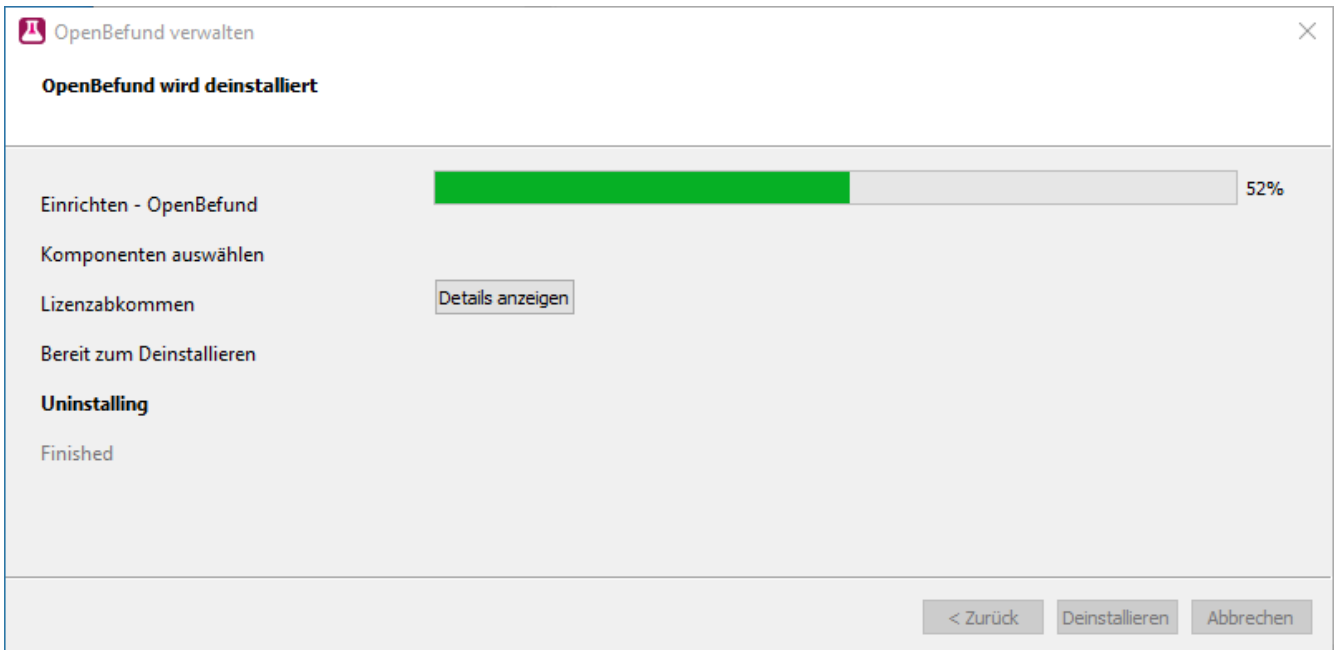 OpenBefund verwalten
OpenBefund wird deinstalliert
Einrichten - OpenBefund
52%
Komponenten auswählen
Lizenzabkommen
Details anzeigen
Bereit zum Deinstallieren
Uninstalling
Finished
< Zurück
Deinstallieren
Abbrechen